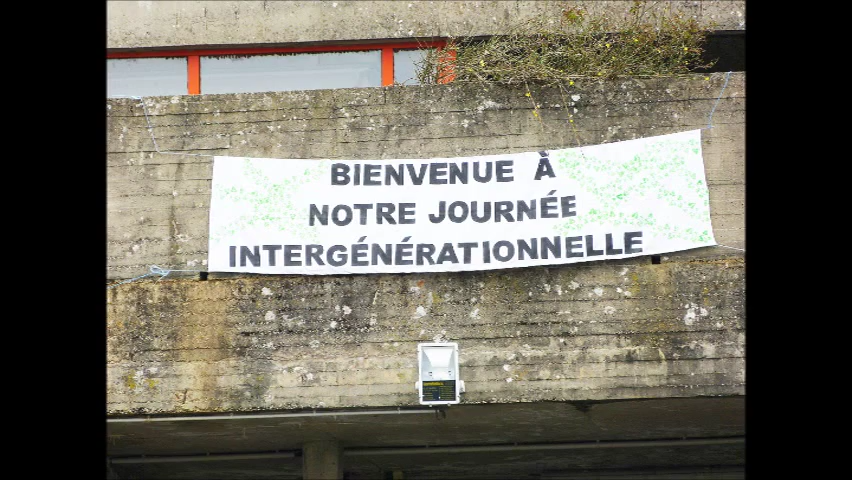 BIENVENUE À
NOTRE JOURNÉE
INTERGÉNÉRATIONNELLE